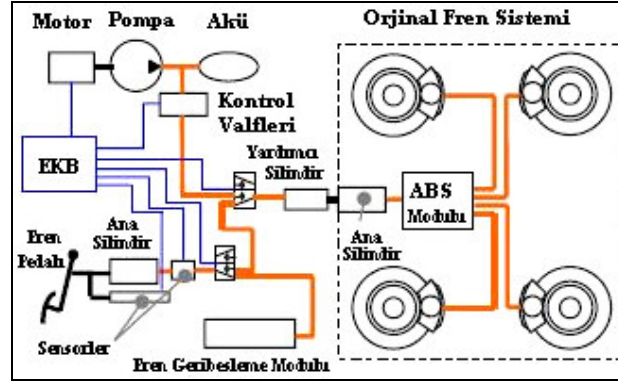 Motor Pompa Akü
Orjinal Fren Sistemi
Kontrol
Valfleri
EKB
Yardımcı
Silindir
ABS
Modulu
Ana
Silindir
Fren
Pedalı
Ana
Silindir
Sensorler
Fren Geribesleme Modulu